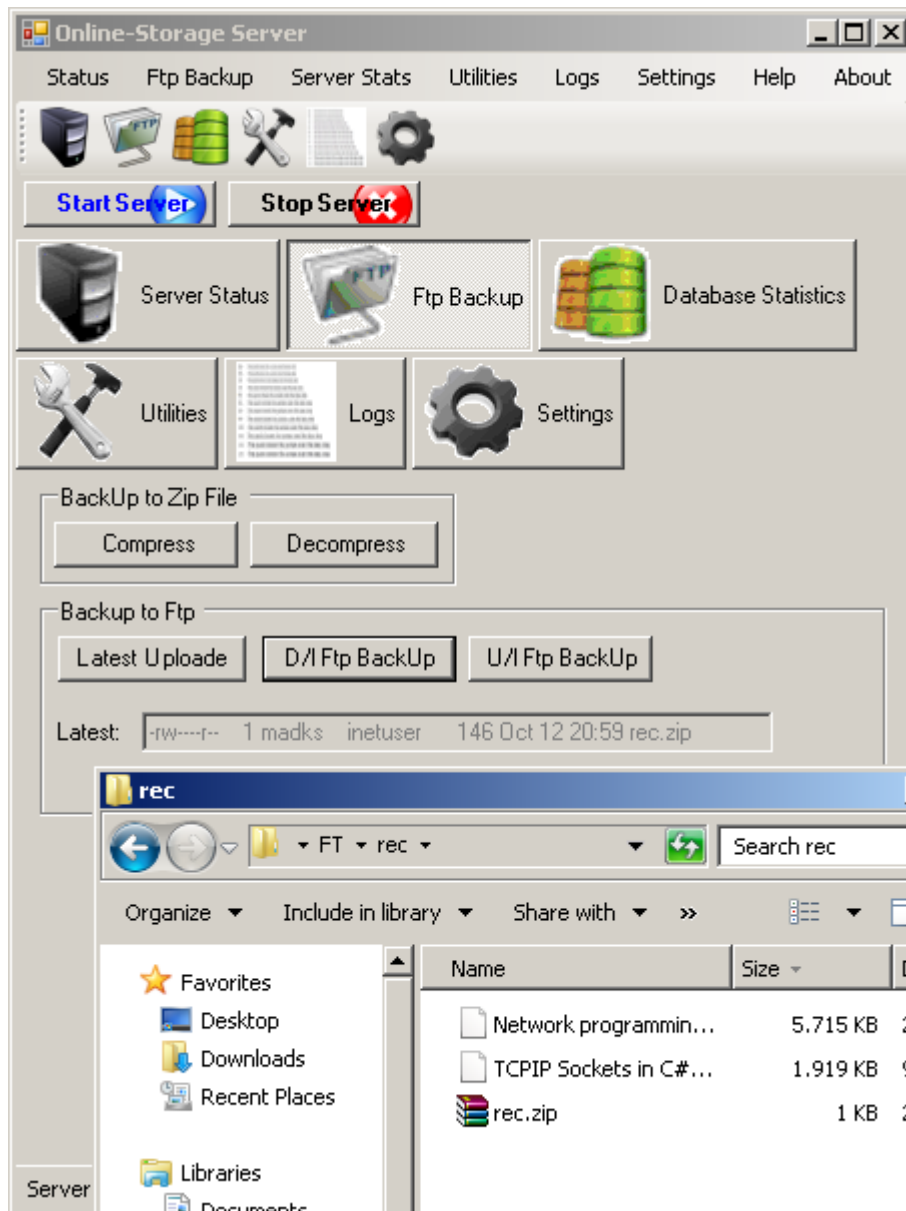 Online-Storage Server
Status Ftp Backup Server Stats Utilities Logs Settings Help About
FTP
Start Server Stop Server
Server Status FTP Ftp Backup Database Statistics
Utilities Logs Settings
BackUp to Zip File
Compress Decompress
Backup to Ftp
Latest Uploade D/l Ftp BackUp U/l Ftp BackUp
Latest: -rw----r-- 1 madks inetuser 146 Oct 12 20:59 rec.zip
rec
FT rec Search rec
Organize Include in library Share with »
Favorites Name Size
Desktop Network programmin... 5.715 KB
Downloads TCPIP Sockets in C#... 1.919 KB
Recent Places rec.zip 1 KB
Libraries
Server Documents